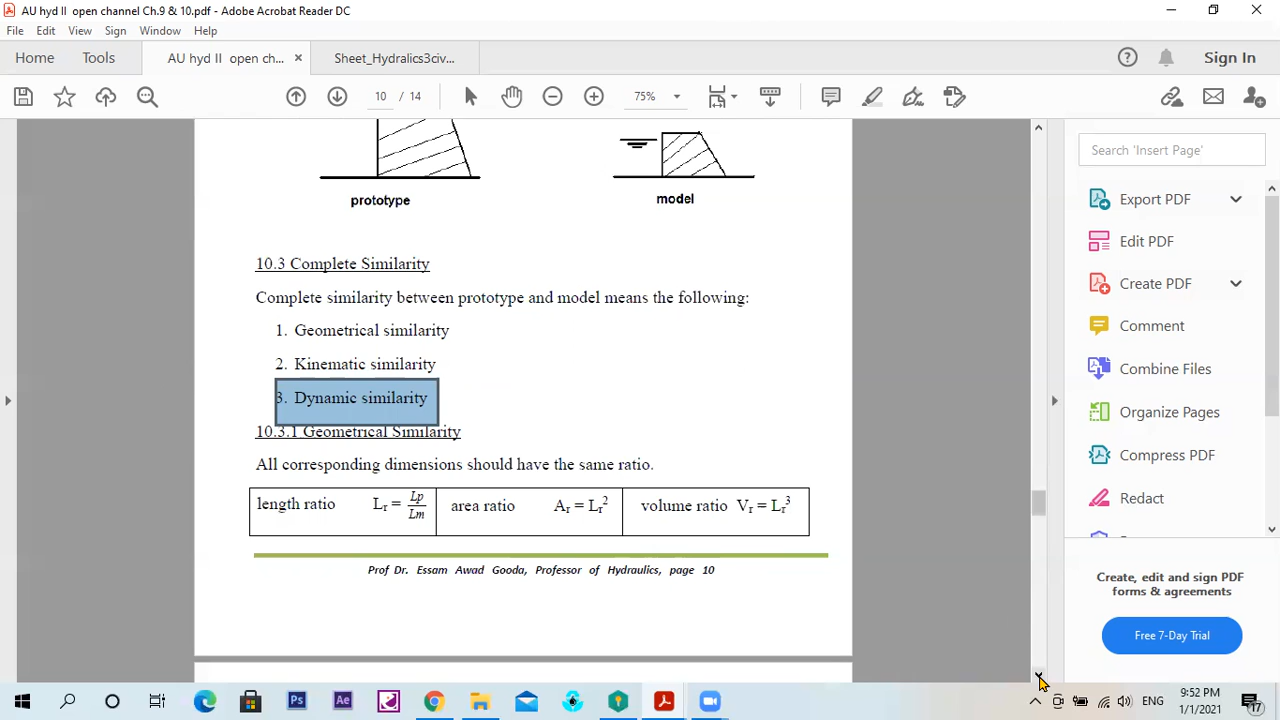 AU hyd II open channel Ch.9 & 10.pdf - Adobe Acrobat Reader DC
File Edit View Sign Window Help
Home Tools AU hyd II open ch... × Sheet_Hydralics3civ... Sign In
10 / 14 75%
Search 'Insert Page'
prototype model
Export PDF
Edit PDF
Create PDF
Comment
Combine Files
Organize Pages
Compress PDF
Redact
10.3 Complete Similarity
Complete similarity between prototype and model means the following:
1. Geometrical similarity
2. Kinematic similarity
3. Dynamic similarity
10.3.1 Geometrical Similarity
All corresponding dimensions should have the same ratio.
length ratio Lr = Lp/Lm area ratio Ar = Lr² volume ratio Vr = Lr³
Prof Dr. Essam Awad Gooda, Professor of Hydraulics, page 10
Create, edit and sign PDF
forms & agreements
Free 7-Day Trial
Ps Ae ENG 9:52 PM
1/1/2021 17